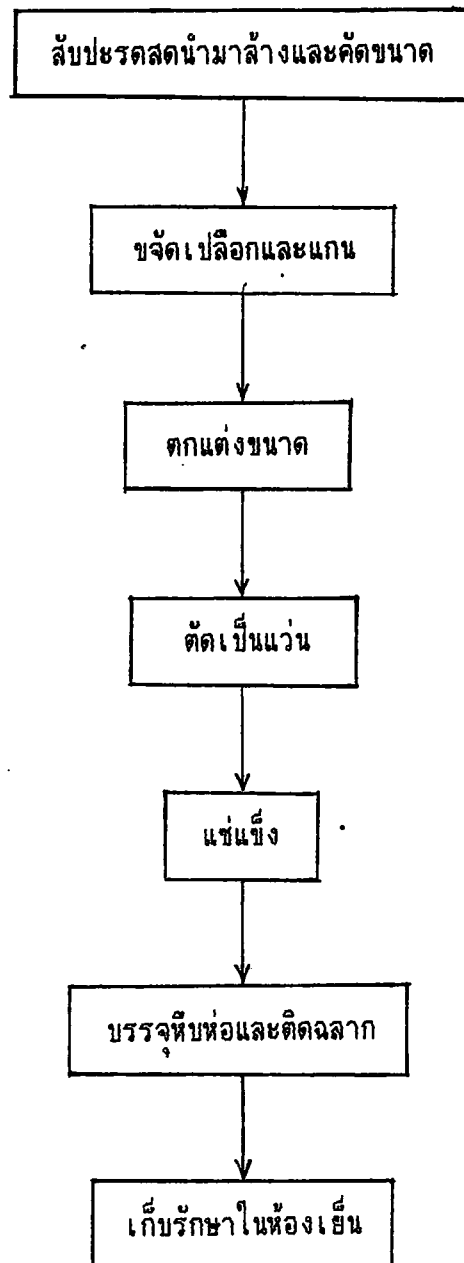 สับปะรดสดนำมาล้างและคัดขนาด
ขจัดเปลือกและแกน
ตกแต่งขนาด
ตัดเป็นแว่น
แช่แข็ง
บรรจุหีบห่อและติดฉลาก
เก็บรักษาในห้องเย็น